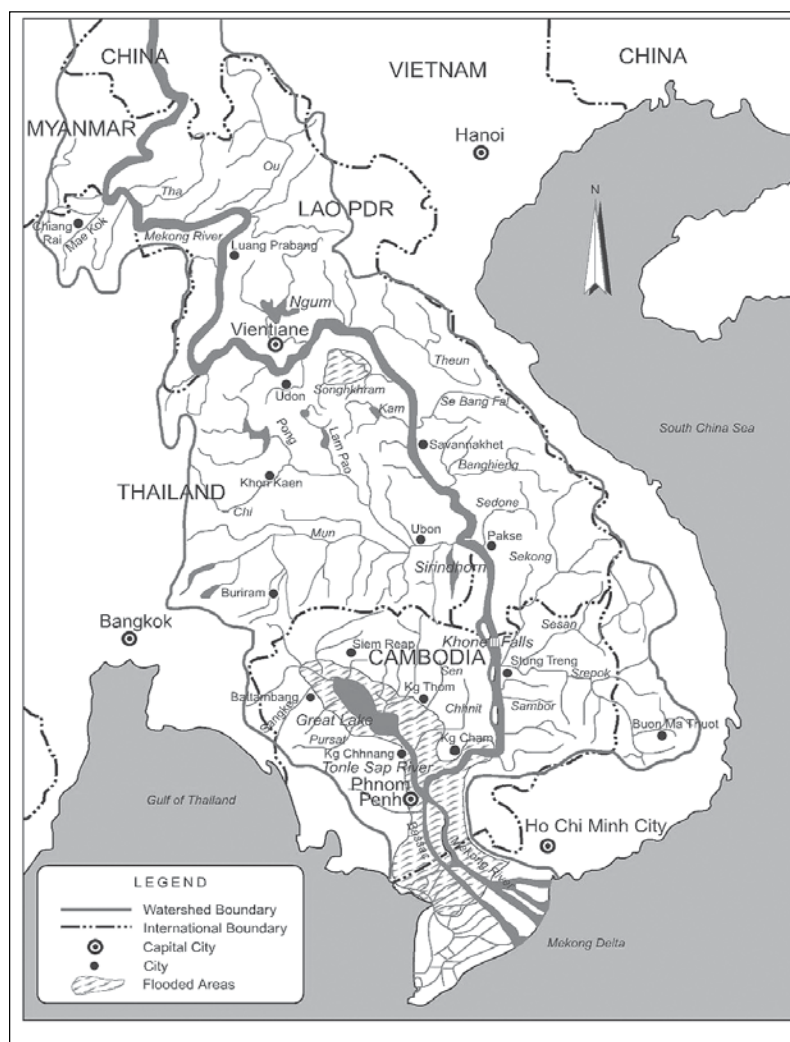 CHINA
VIETNAM
CHINA
MYANMAR
Hanoi
Ou
Tha
LAO PDR
N
Chiang
Rai
Mae Kok
Mekong River
Luang Prabang
Ngum
Vientiane
Theun
Udon
Songhkhram
Kam
Se Bang Fai
South China Sea
Pong
Lam Pao
Savannakhet
Banghieng
Khon Kaen
THAILAND
Chi
Sedone
Mun
Ubon
Pakse
Sekong
Sirindhorn
Buriram
Bangkok
Sesan
Khone Falls
Siem Reap
CAMBODIA
Sen
Stung Treng
Srepok
Battambang
Kg Thom
Sangke
Chhnit
Sambor
Great Lake
Buon Ma Thuot
Pursat
Kg Cham
Kg Chhnang
Tonle Sap River
Phnom
Penh
Gulf of Thailand
Ho Chi Minh City
Bassac
Mekong River
Mekong Delta
LEGEND
Watershed Boundary
International Boundary
Capital City
City
Flooded Areas